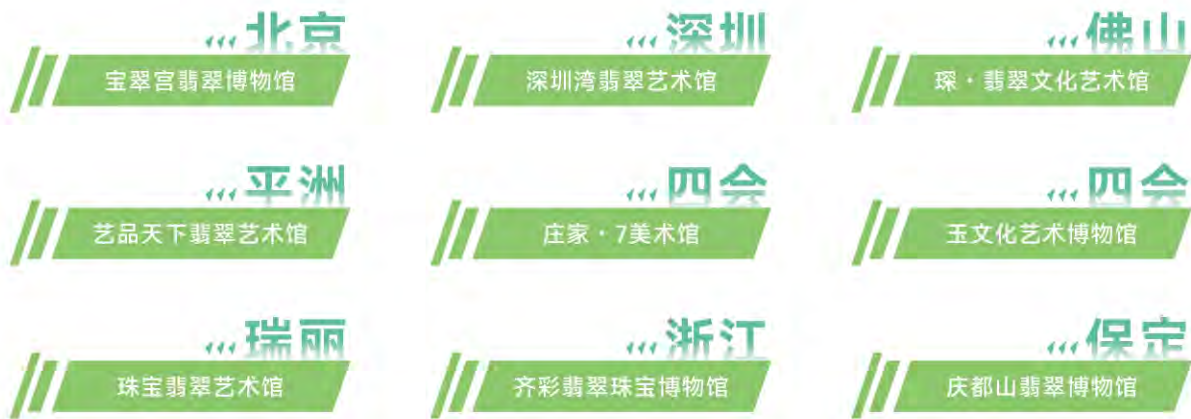 北京
宝翠宫翡翠博物馆
深圳
深圳湾翡翠艺术馆
佛山
琛·翡翠文化艺术馆
平洲
艺品天下翡翠艺术馆
四会
庄家·7美术馆
四会
玉文化艺术博物馆
瑞丽
珠宝翡翠艺术馆
浙江
齐彩翡翠珠宝博物馆
保定
庆都山翡翠博物馆